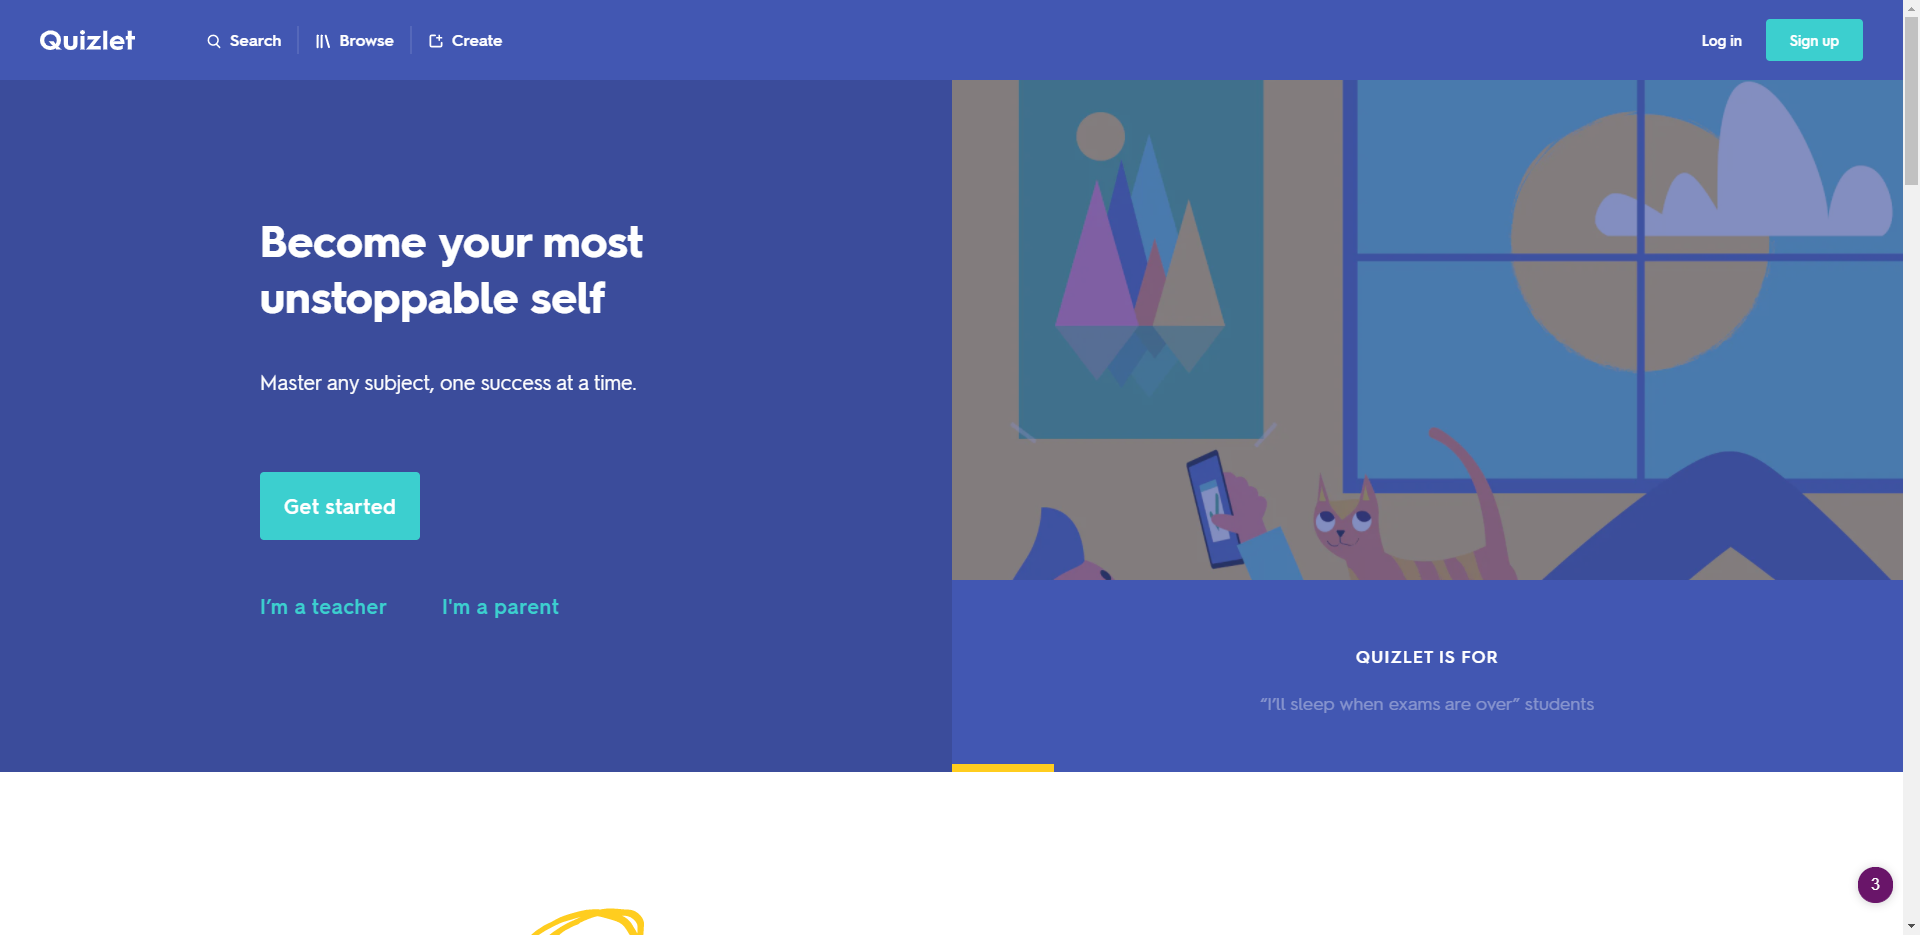 Quizlet
Search
Browse
Create
Log in
Sign up
Become your most
unstoppable self
Master any subject, one success at a time.
Get started
I’m a teacher
I'm a parent
QUIZLET IS FOR
“I’ll sleep when exams are over” students
3